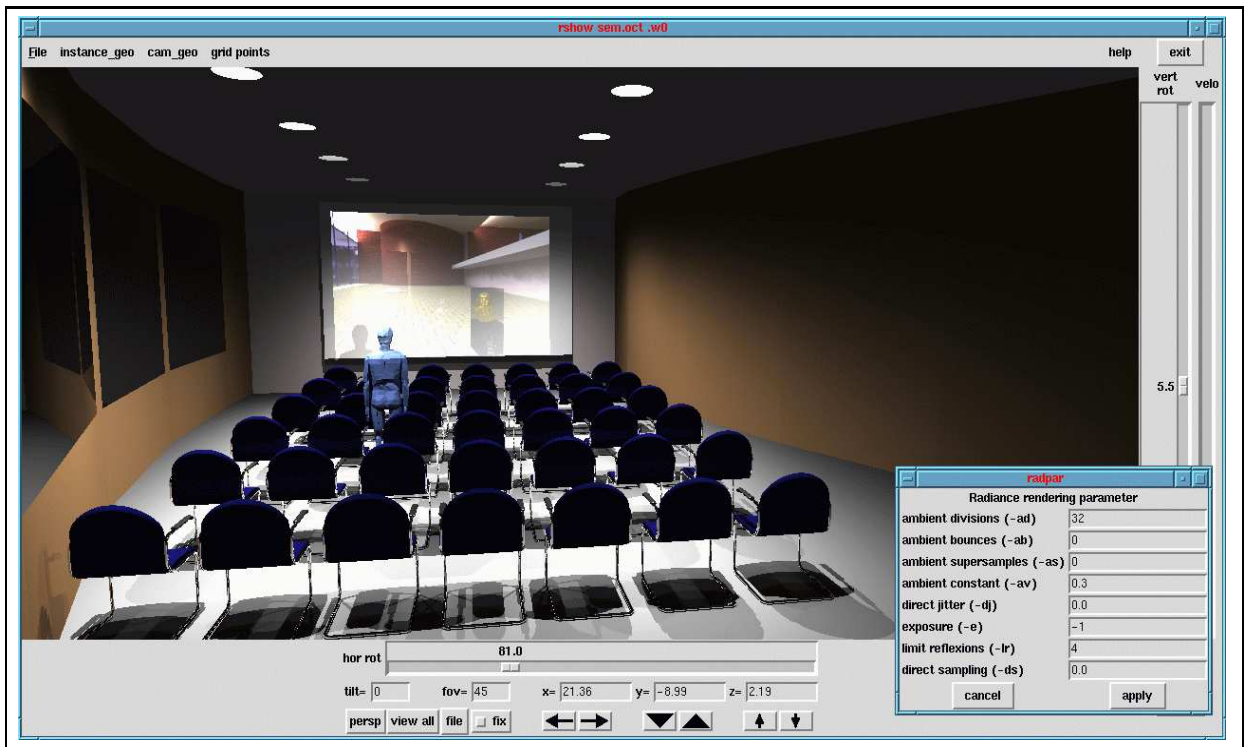 rshow sem.oct .w0
File instance_geo cam_geo grid points help exit
vert rot velo
5.5
radpar
Radiance rendering parameter
ambient divisions (-ad) 32
ambient bounces (-ab) 0
ambient supersamples (-as) 0
ambient constant (-av) 0.3
direct jitter (-dj) 0.0
exposure (-e) -1
limit reflexions (-lr) 4
direct sampling (-ds) 0.0
cancel apply
hor rot 81.0
tilt= 0 fov= 45 x= 21.36 y= -8.99 z= 2.19
persp view all file fix